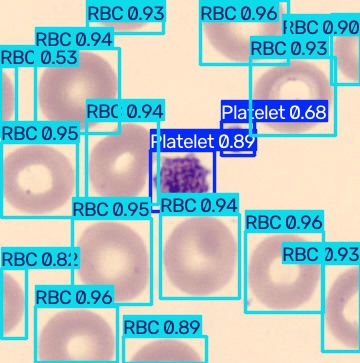 RBC 0.93
RBC 0.96
RBC 0.90
RBC 0.94
RBC 0.93
RBC 0.53
RBC 0.94
Platelet 0.68
RBC 0.95
Platelet 0.89
RBC 0.95
RBC 0.94
RBC 0.96
RBC 0.82
RBC 0.93
RBC 0.96
RBC 0.89